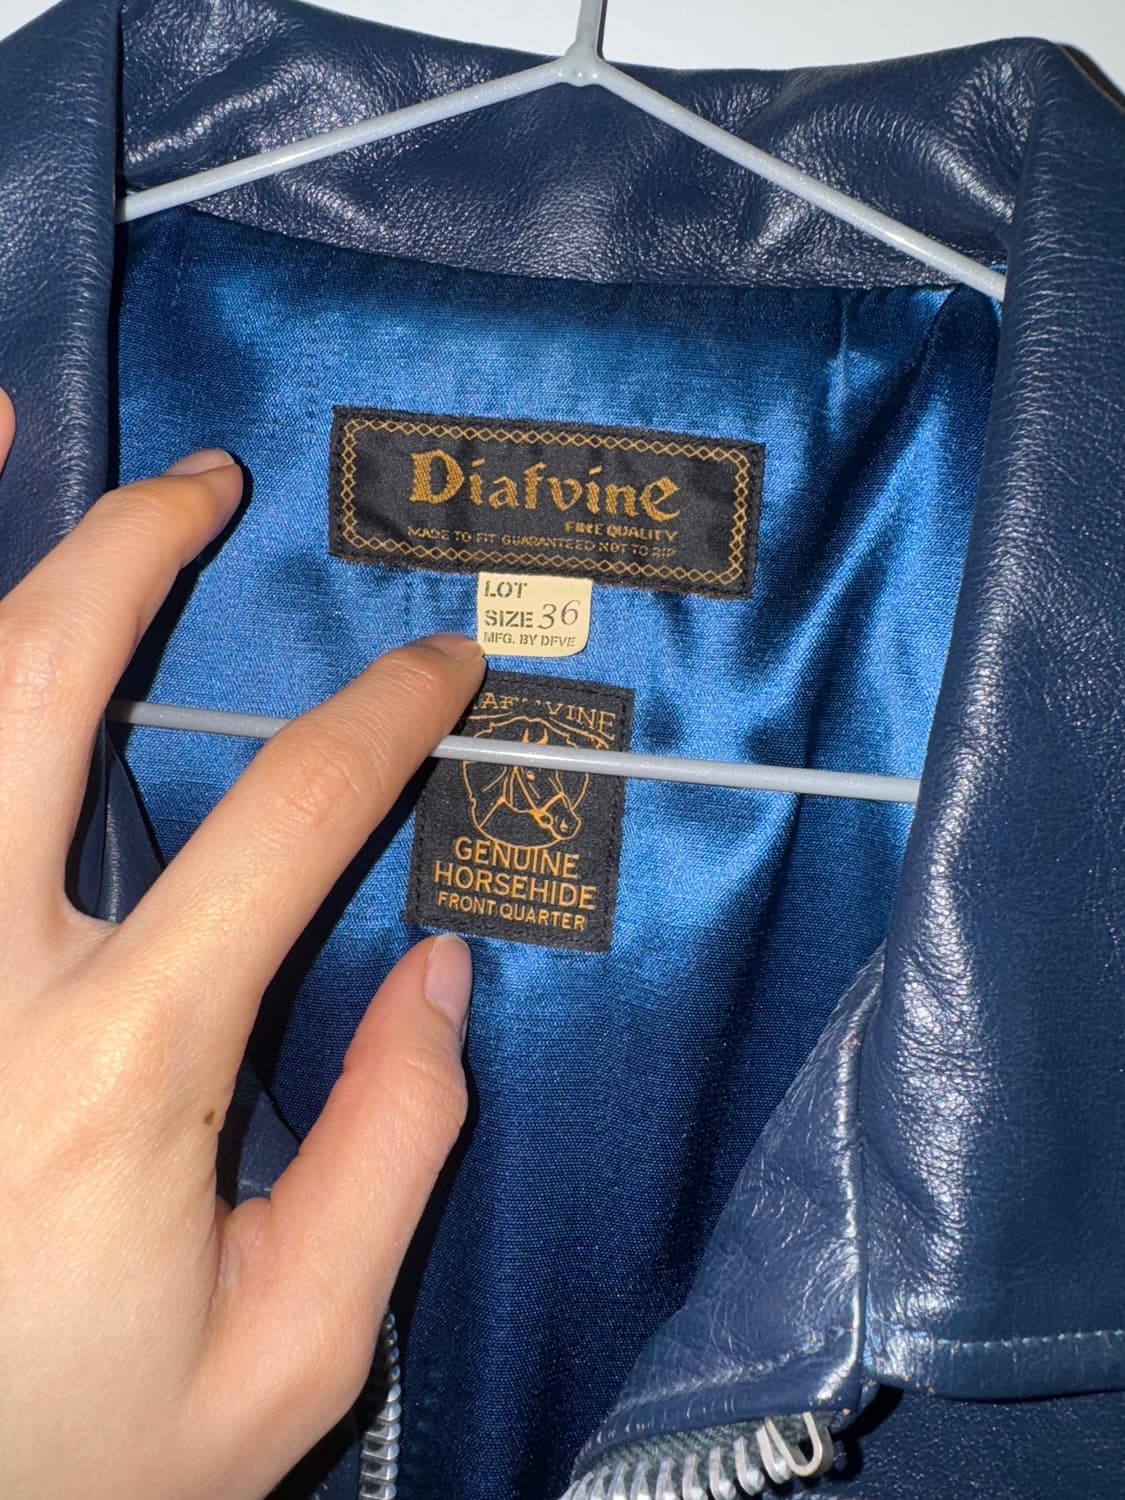 Diafvine
FINE QUALITY
MADE TO FIT GUARANTEED NOT TO RIP
LOT
SIZE 36
MFG. BY DFVE
GENUINE
HORSEHIDE
FRONT QUARTER